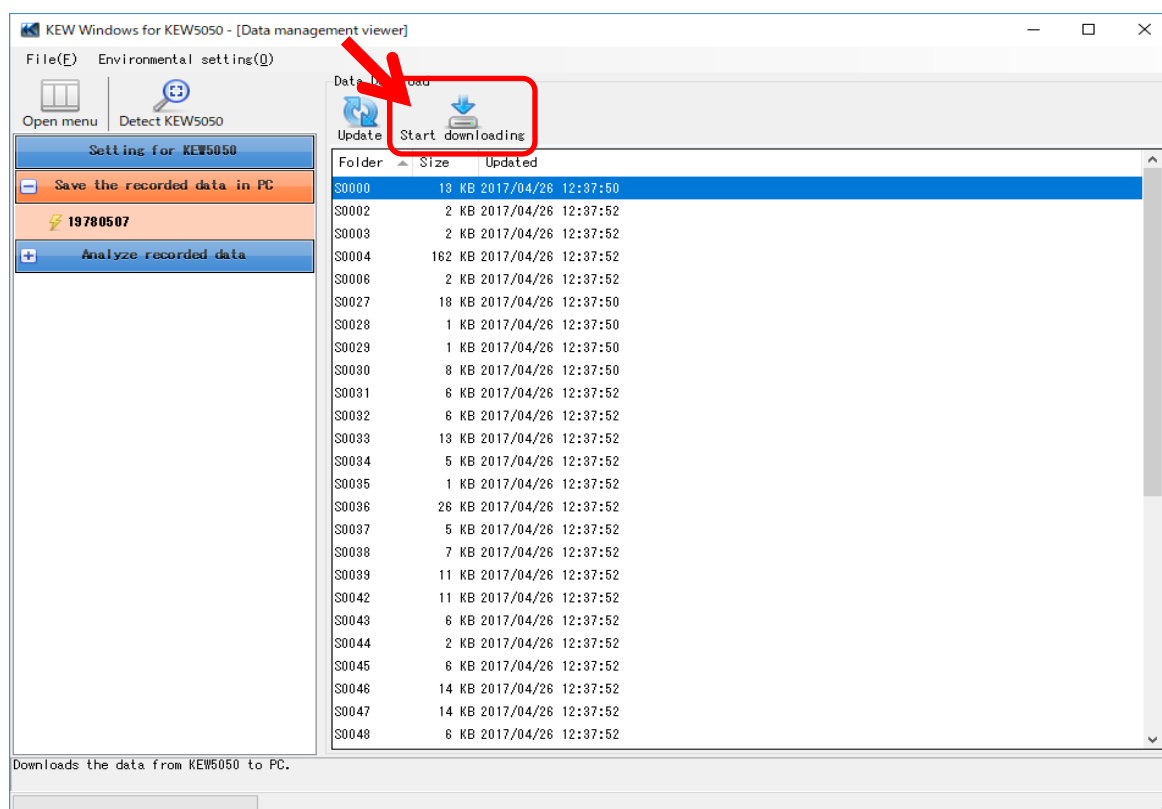 KEW Windows for KEW5050 - [Data management viewer]
File(F) Environmental setting(O)
Open menu Detect KEW5050
Setting for KEW5050
Save the recorded data in PC
19780507
Analyze recorded data
Update Start downloading
Folder Size Updated
S0000 13 KB 2017/04/26 12:37:50
S0002 2 KB 2017/04/26 12:37:52
S0003 2 KB 2017/04/26 12:37:52
S0004 162 KB 2017/04/26 12:37:52
S0006 2 KB 2017/04/26 12:37:52
S0027 18 KB 2017/04/26 12:37:50
S0028 1 KB 2017/04/26 12:37:50
S0029 1 KB 2017/04/26 12:37:50
S0030 8 KB 2017/04/26 12:37:50
S0031 6 KB 2017/04/26 12:37:52
S0032 6 KB 2017/04/26 12:37:52
S0033 13 KB 2017/04/26 12:37:52
S0034 5 KB 2017/04/26 12:37:52
S0035 1 KB 2017/04/26 12:37:52
S0036 26 KB 2017/04/26 12:37:52
S0037 5 KB 2017/04/26 12:37:52
S0038 7 KB 2017/04/26 12:37:52
S0039 11 KB 2017/04/26 12:37:52
S0042 11 KB 2017/04/26 12:37:52
S0043 6 KB 2017/04/26 12:37:52
S0044 2 KB 2017/04/26 12:37:52
S0045 6 KB 2017/04/26 12:37:52
S0046 14 KB 2017/04/26 12:37:52
S0047 14 KB 2017/04/26 12:37:52
S0048 6 KB 2017/04/26 12:37:52
Downloads the data from KEW5050 to PC.